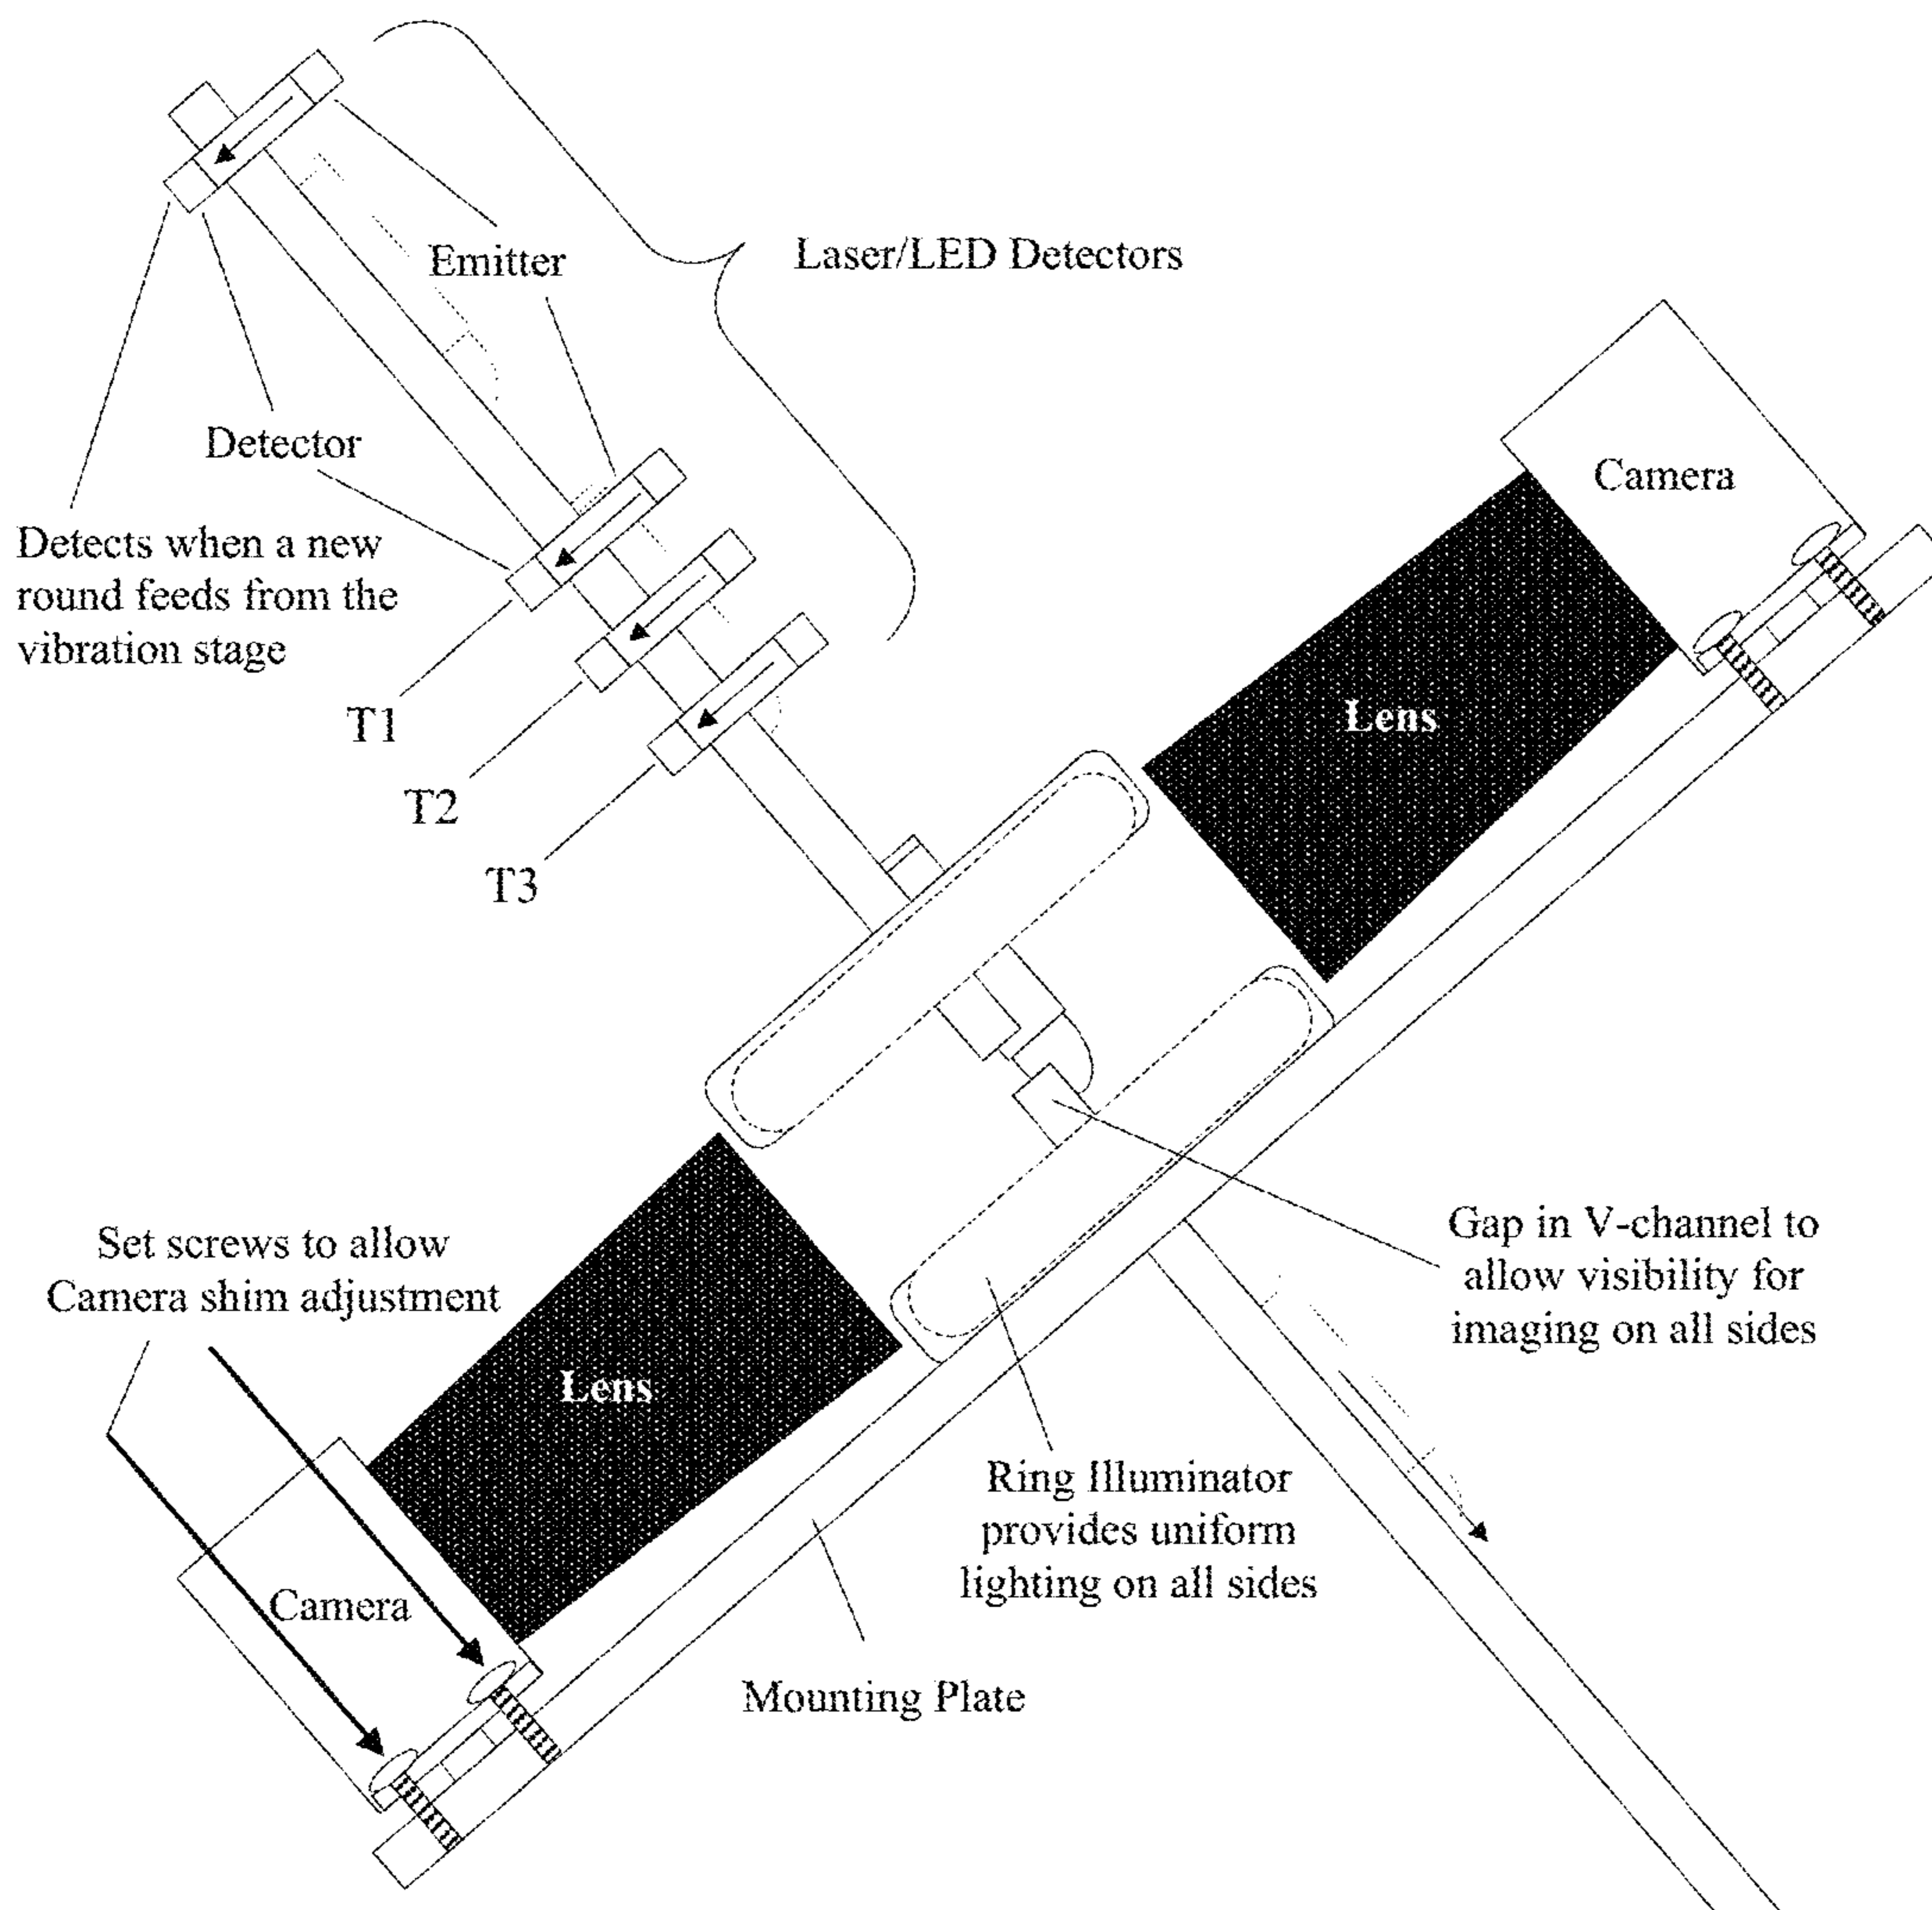 Emitter
Laser/LED Detectors
Detector
Detects when a new
round feeds from the
vibration stage
T1
T2
T3
Camera
Lens
Set screws to allow
Camera shim adjustment
Lens
Camera
Gap in V-channel to
allow visibility for
imaging on all sides
Ring Illuminator
provides uniform
lighting on all sides
Mounting Plate